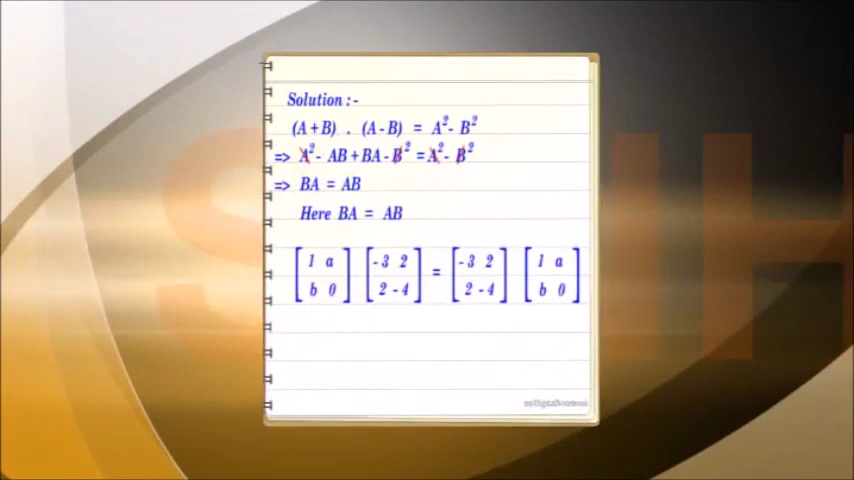 Solution :-
(A + B) . (A - B) = A² - B²
=> A² - AB + BA - B² = A² - B²
=> BA = AB
Here BA = AB
[1 a] [-3 2] = [-3 2] [1 a]
[b 0] [2 -4] [2 -4] [b 0]
myDigitalNotebook